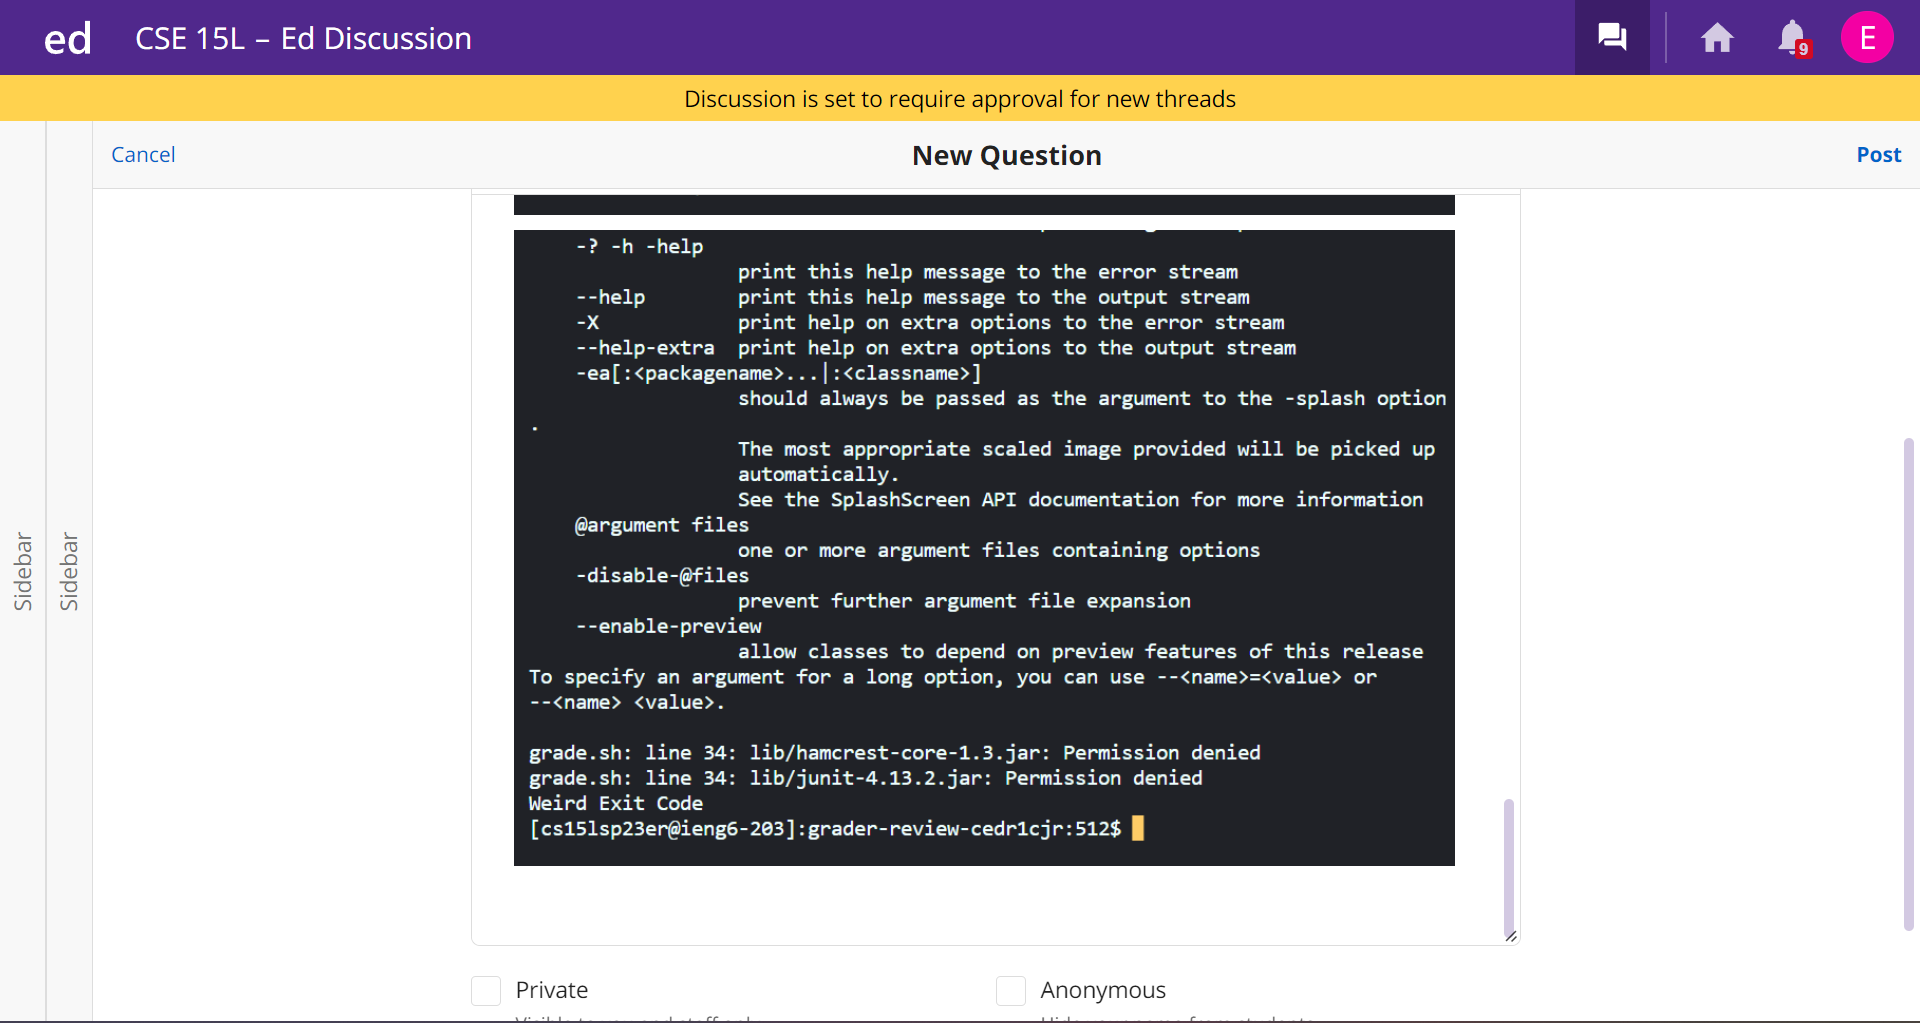 ed CSE 15L – Ed Discussion 9 E
Discussion is set to require approval for new threads
Cancel New Question Post
Sidebar
Sidebar
-? -h -help
print this help message to the error stream
--help print this help message to the output stream
-X print help on extra options to the error stream
--help-extra print help on extra options to the output stream
-ea[:<packagename>...|:<classname>]
should always be passed as the argument to the -splash option
.
The most appropriate scaled image provided will be picked up
automatically.
See the SplashScreen API documentation for more information
@argument files
one or more argument files containing options
-disable-@files
prevent further argument file expansion
--enable-preview
allow classes to depend on preview features of this release
To specify an argument for a long option, you can use --<name>=<value> or
--<name> <value>.
grade.sh: line 34: lib/hamcrest-core-1.3.jar: Permission denied
grade.sh: line 34: lib/junit-4.13.2.jar: Permission denied
Weird Exit Code
[cs15lsp23er@ieng6-203]:grader-review-cedr1cjr:512$
Private Anonymous